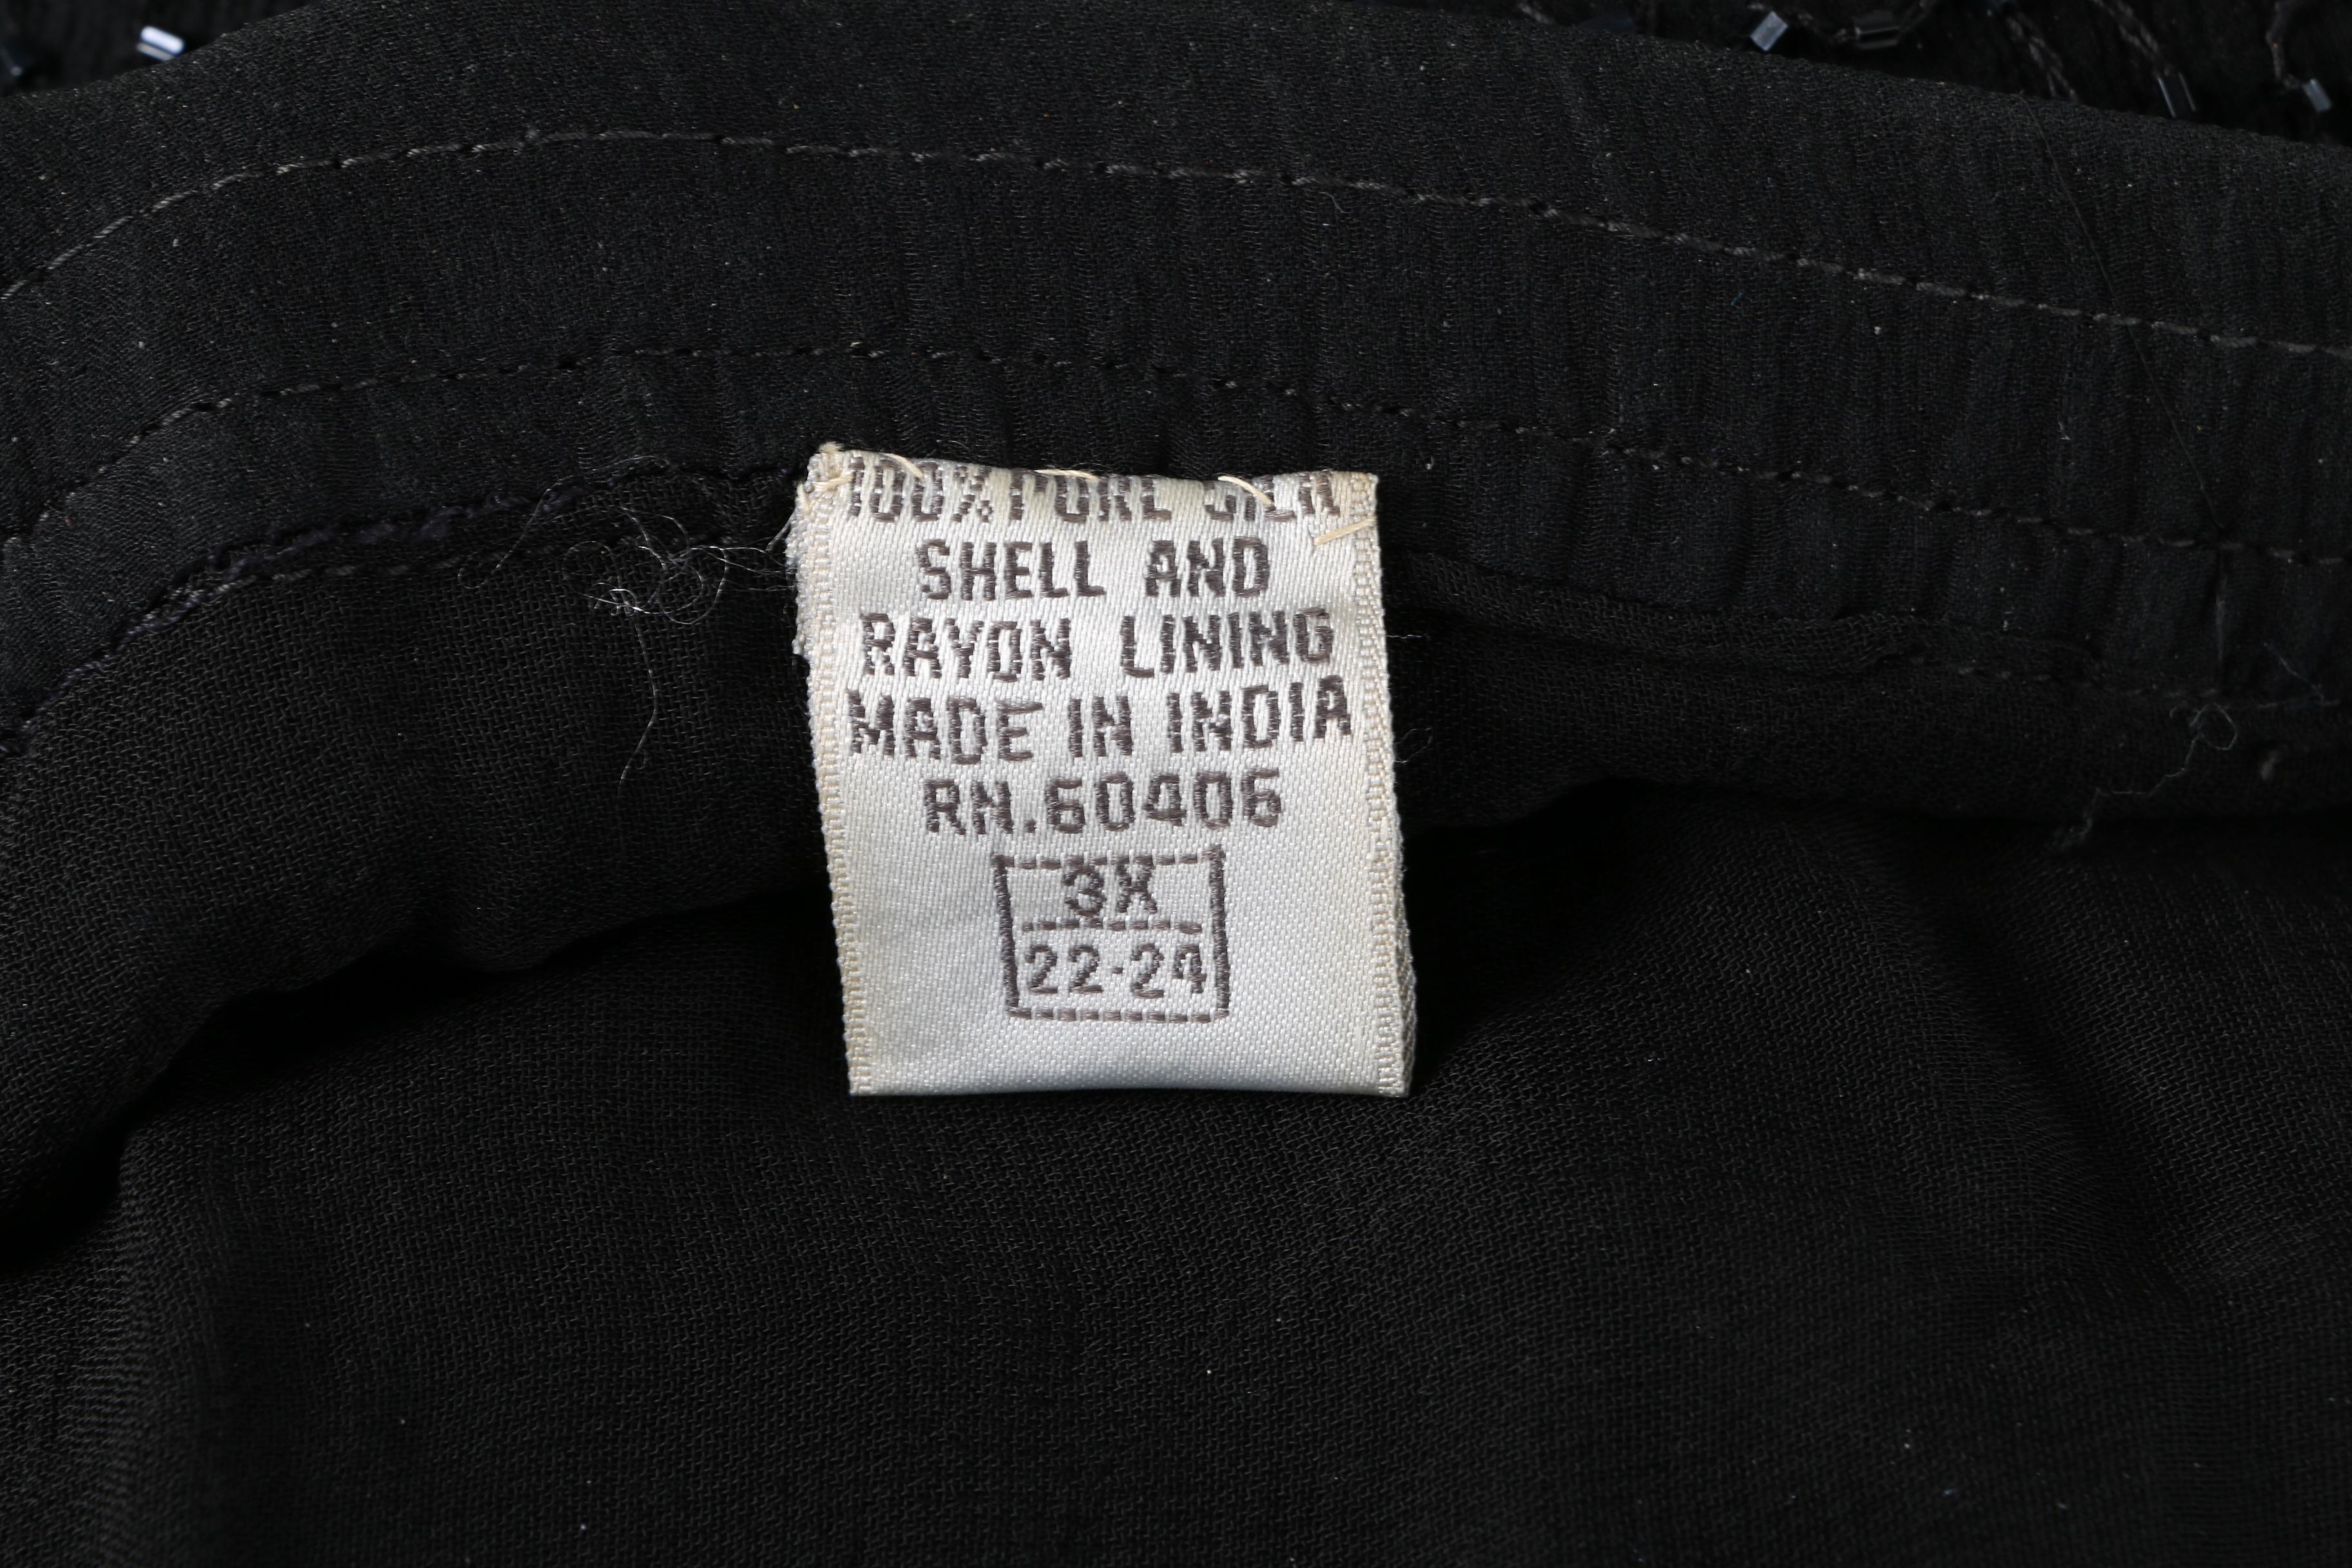 100% PURE SILK
SHELL AND
RAYON LINING
MADE IN INDIA
RN.60406
3X
22-24